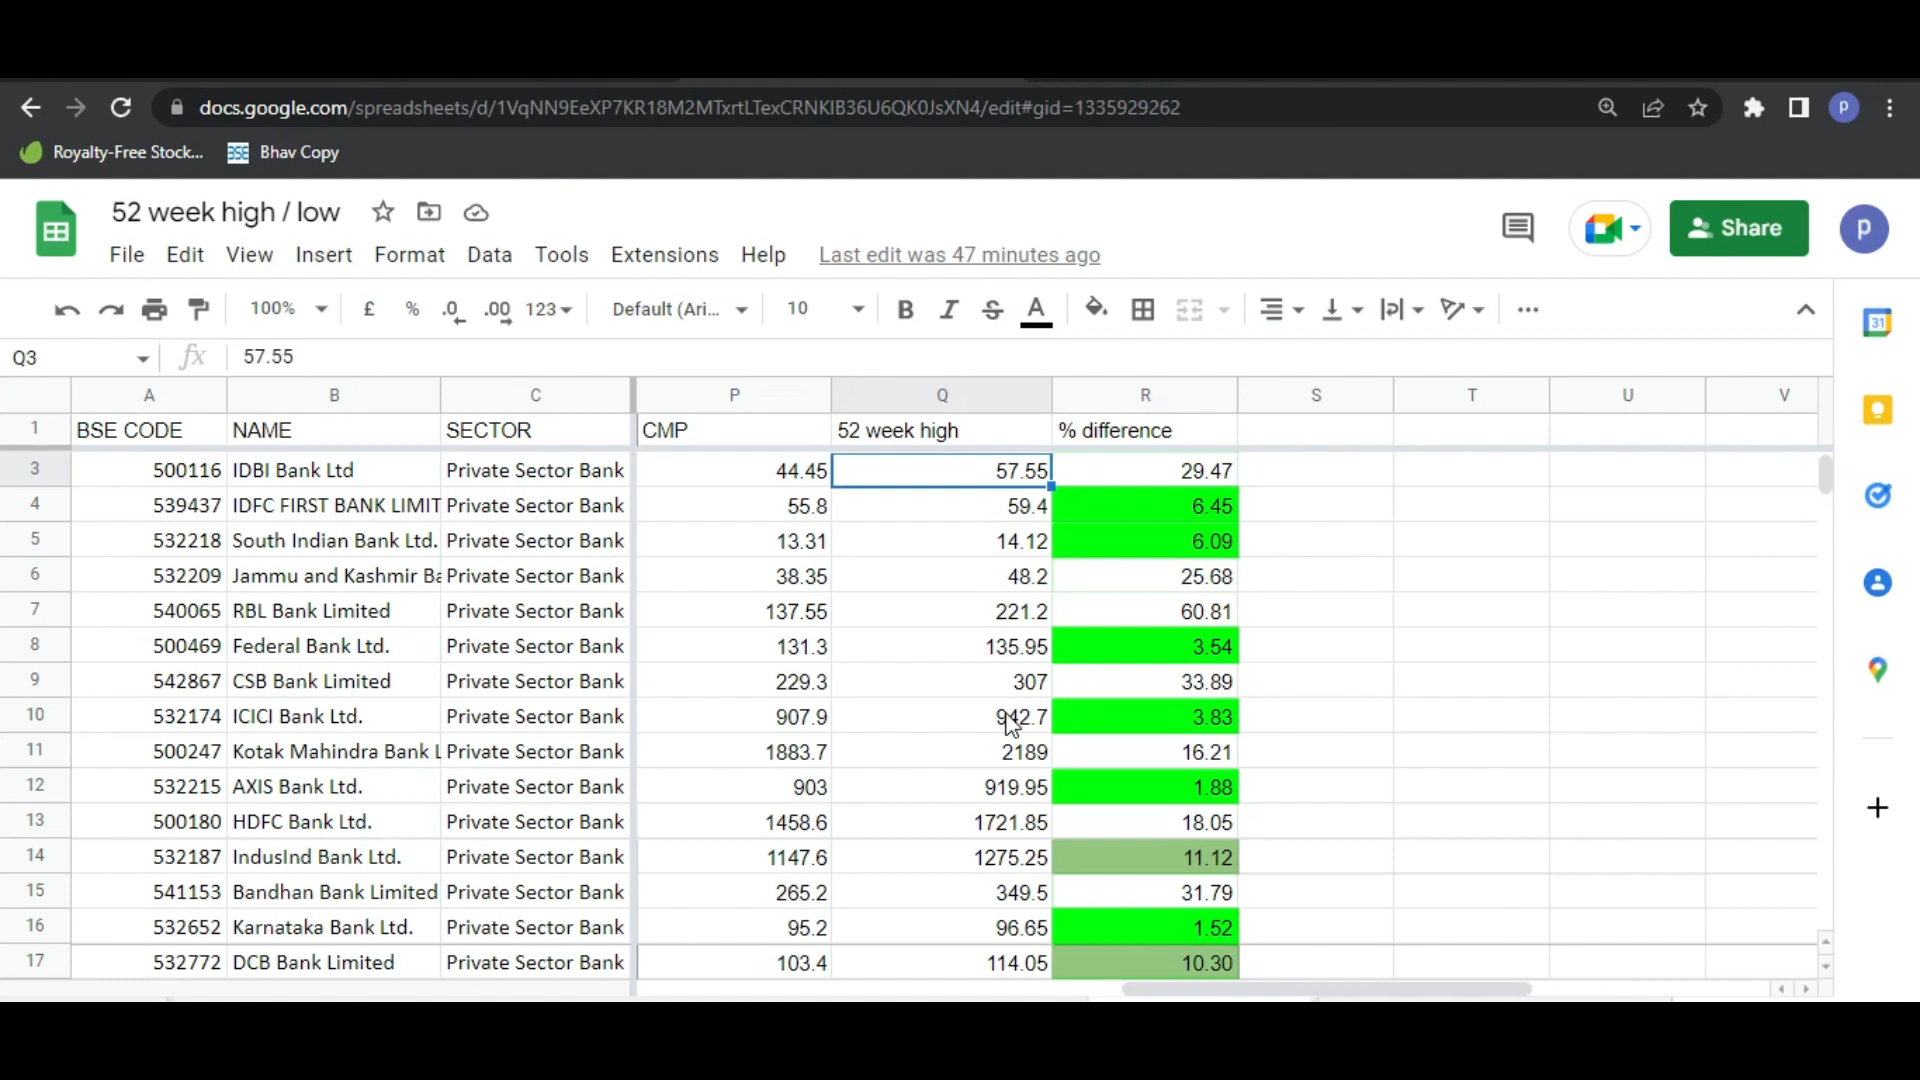 docs.google.com/spreadsheets/d/1VqNN9EeXP7KR18M2MTxrtLTexCRNKIB36U6QK0JsXN4/edit#gid=1335929262 P
Royalty-Free Stock... BSE Bhav Copy
52 week high / low
Share P
File Edit View Insert Format Data Tools Extensions Help Last edit was 47 minutes ago
100% £ % .0 .00 123 Default (Ari... 10 B I S A ... 31
Q3 fx 57.55
A B C P Q R S T U V
1 BSE CODE NAME SECTOR CMP 52 week high % difference
3 500116 IDBI Bank Ltd Private Sector Bank 44.45 57.55 29.47
4 539437 IDFC FIRST BANK LIMIT Private Sector Bank 55.8 59.4 6.45
5 532218 South Indian Bank Ltd. Private Sector Bank 13.31 14.12 6.09
6 532209 Jammu and Kashmir Ba Private Sector Bank 38.35 48.2 25.68
7 540065 RBL Bank Limited Private Sector Bank 137.55 221.2 60.81
8 500469 Federal Bank Ltd. Private Sector Bank 131.3 135.95 3.54
9 542867 CSB Bank Limited Private Sector Bank 229.3 307 33.89
10 532174 ICICI Bank Ltd. Private Sector Bank 907.9 942.7 3.83
11 500247 Kotak Mahindra Bank L Private Sector Bank 1883.7 2189 16.21
12 532215 AXIS Bank Ltd. Private Sector Bank 903 919.95 1.88
13 500180 HDFC Bank Ltd. Private Sector Bank 1458.6 1721.85 18.05
14 532187 IndusInd Bank Ltd. Private Sector Bank 1147.6 1275.25 11.12
15 541153 Bandhan Bank Limited Private Sector Bank 265.2 349.5 31.79
16 532652 Karnataka Bank Ltd. Private Sector Bank 95.2 96.65 1.52
17 532772 DCB Bank Limited Private Sector Bank 103.4 114.05 10.30